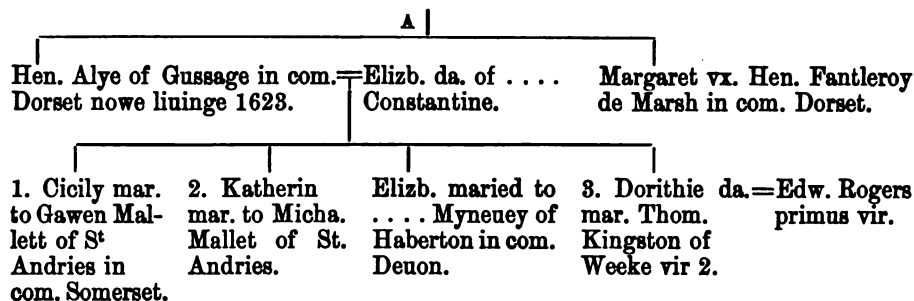 A
Hen. Alye of Gussage in com.
Dorset nowe liuinge 1623.
Elizb. da. of . . . .
Constantine.
Margaret vx. Hen. Fantleroy
de Marsh in com. Dorset.
1. Cicily mar.
to Gawen Mal-
lett of Sᵗ
Andries in
com. Somerset.
2. Katherin
mar. to Micha.
Mallet of St.
Andries.
Elizb. maried to
. . . . Myneuey of
Haberton in com.
Deuon.
3. Dorithie da.
mar. Thom.
Kingston of
Weeke vir 2.
Edw. Rogers
primus vir.